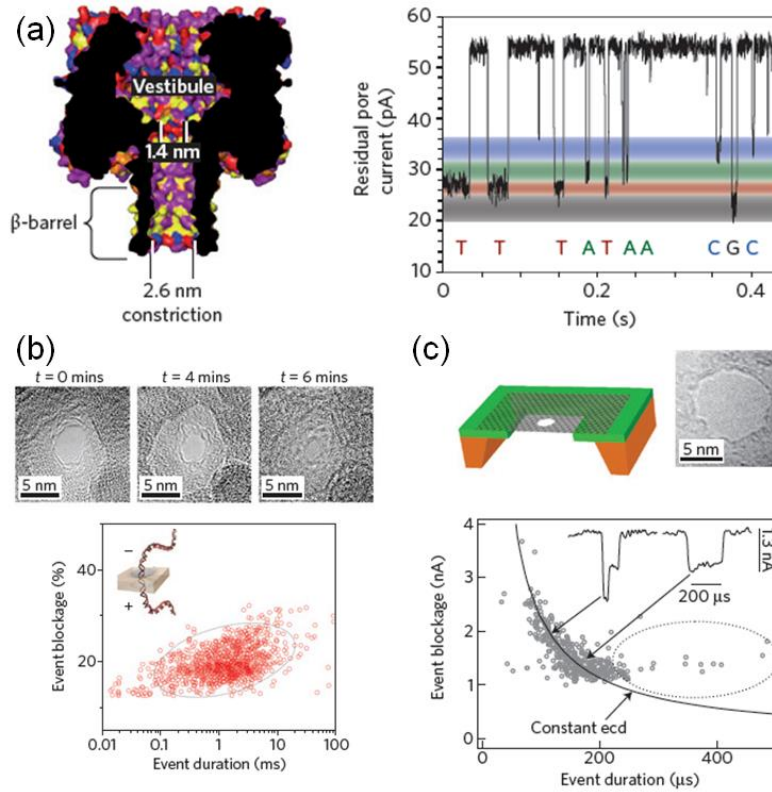 (a)
Vestibule
1.4 nm
β-barrel
2.6 nm
constriction
Residual pore
current (pA)
60
50
40
30
20
10
T T T A T A A C G C
0 0.2 0.4
Time (s)
(b)
t = 0 mins t = 4 mins t = 6 mins
5 nm 5 nm 5 nm
Event blockage (%)
40
20
−
+
0.01 0.1 1 10 100
Event duration (ms)
(c)
5 nm
Event blockage (nA)
4
3
2
1
0
1.3 nA
200 μs
Constant ecd
0 200 400
Event duration (μs)